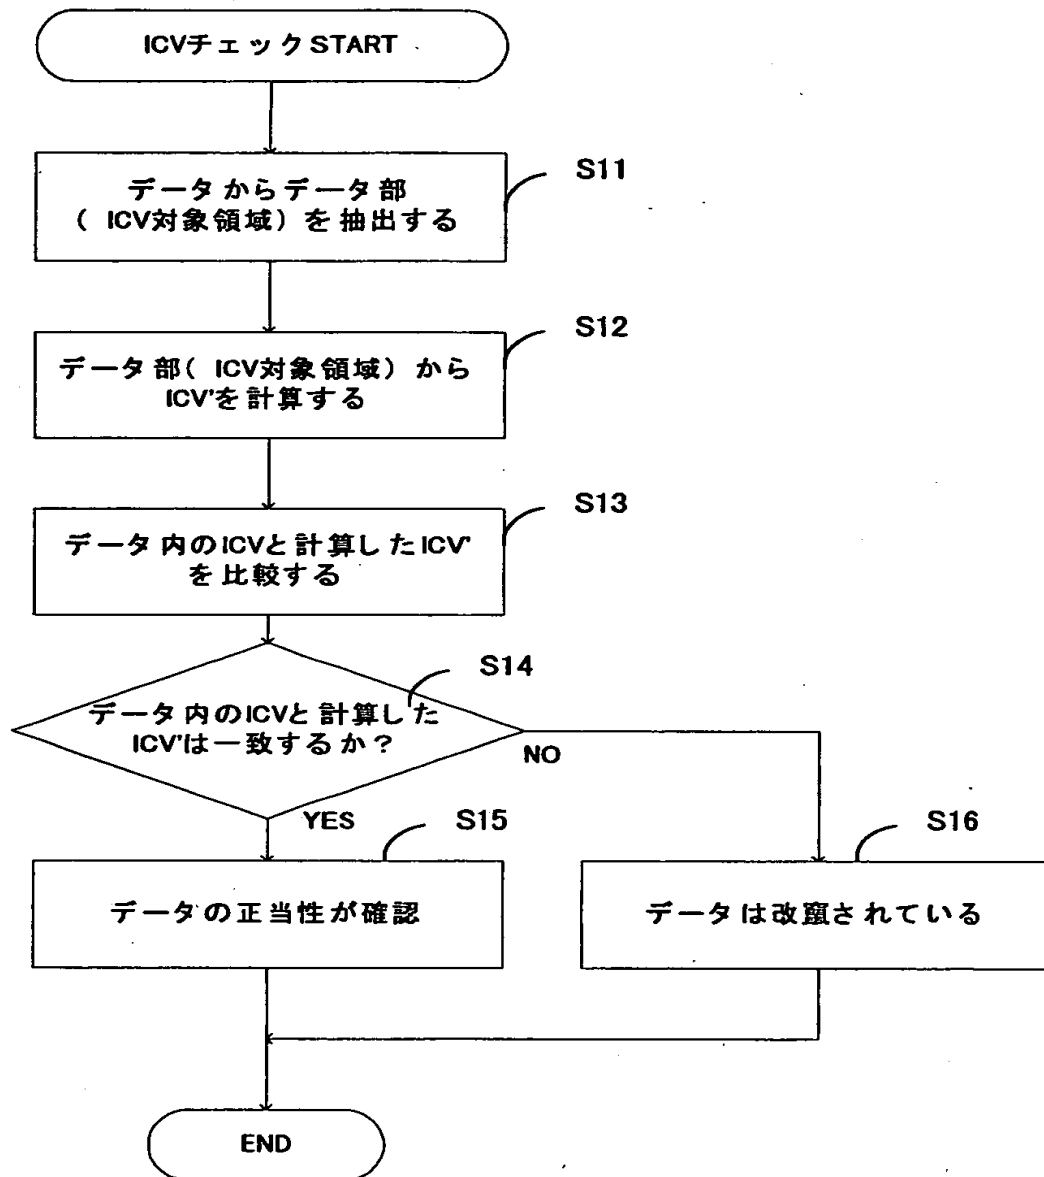 ICVチェックSTART
S11
データからデータ部
( ICV対象領域)を抽出する
S12
データ部( ICV対象領域)から
ICV'を計算する
S13
データ内のICVと計算したICV'
を比較する
S14
データ内のICVと計算した
ICV'は一致するか?
NO
YES
S15
S16
データの正当性が確認
データは改竄されている
END